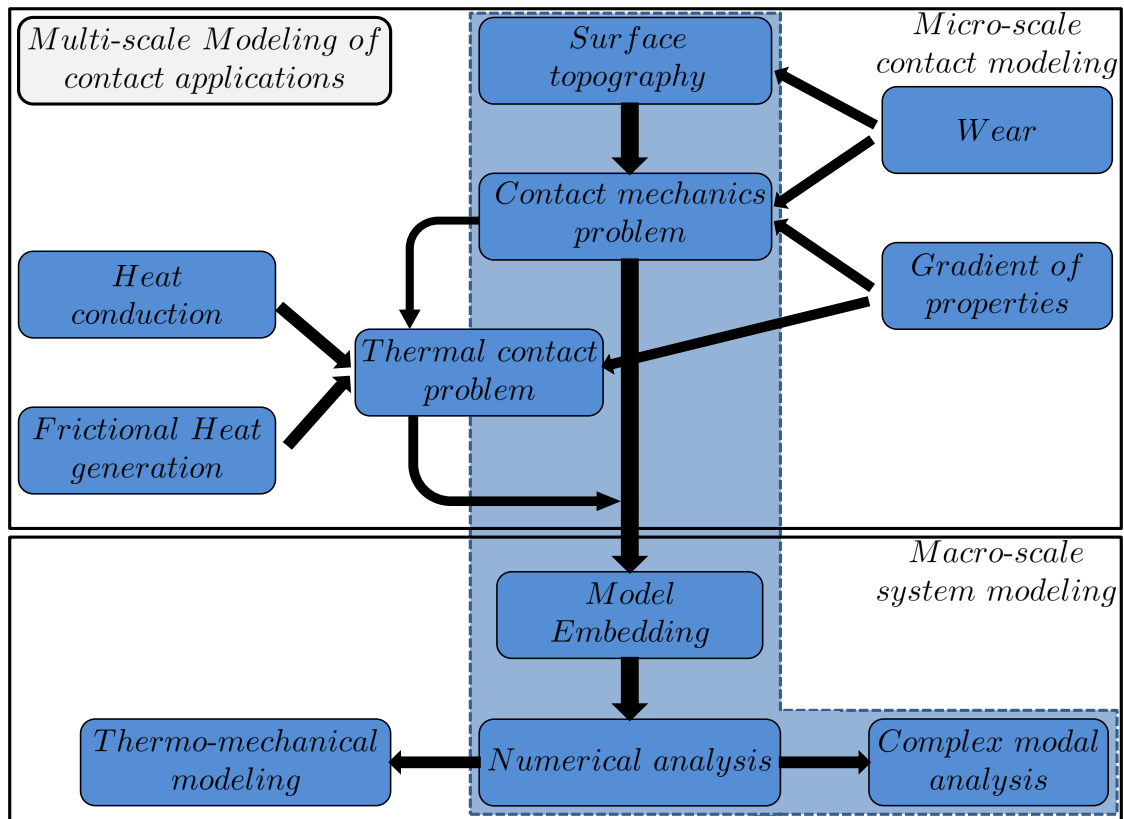 Multi-scale Modeling of
contact applications
Surface
topography
Micro-scale
contact modeling
Wear
Contact mechanics
problem
Gradient of
properties
Heat
conduction
Thermal contact
problem
Frictional Heat
generation
Macro-scale
system modeling
Model
Embedding
Thermo-mechanical
modeling
Numerical analysis
Complex modal
analysis